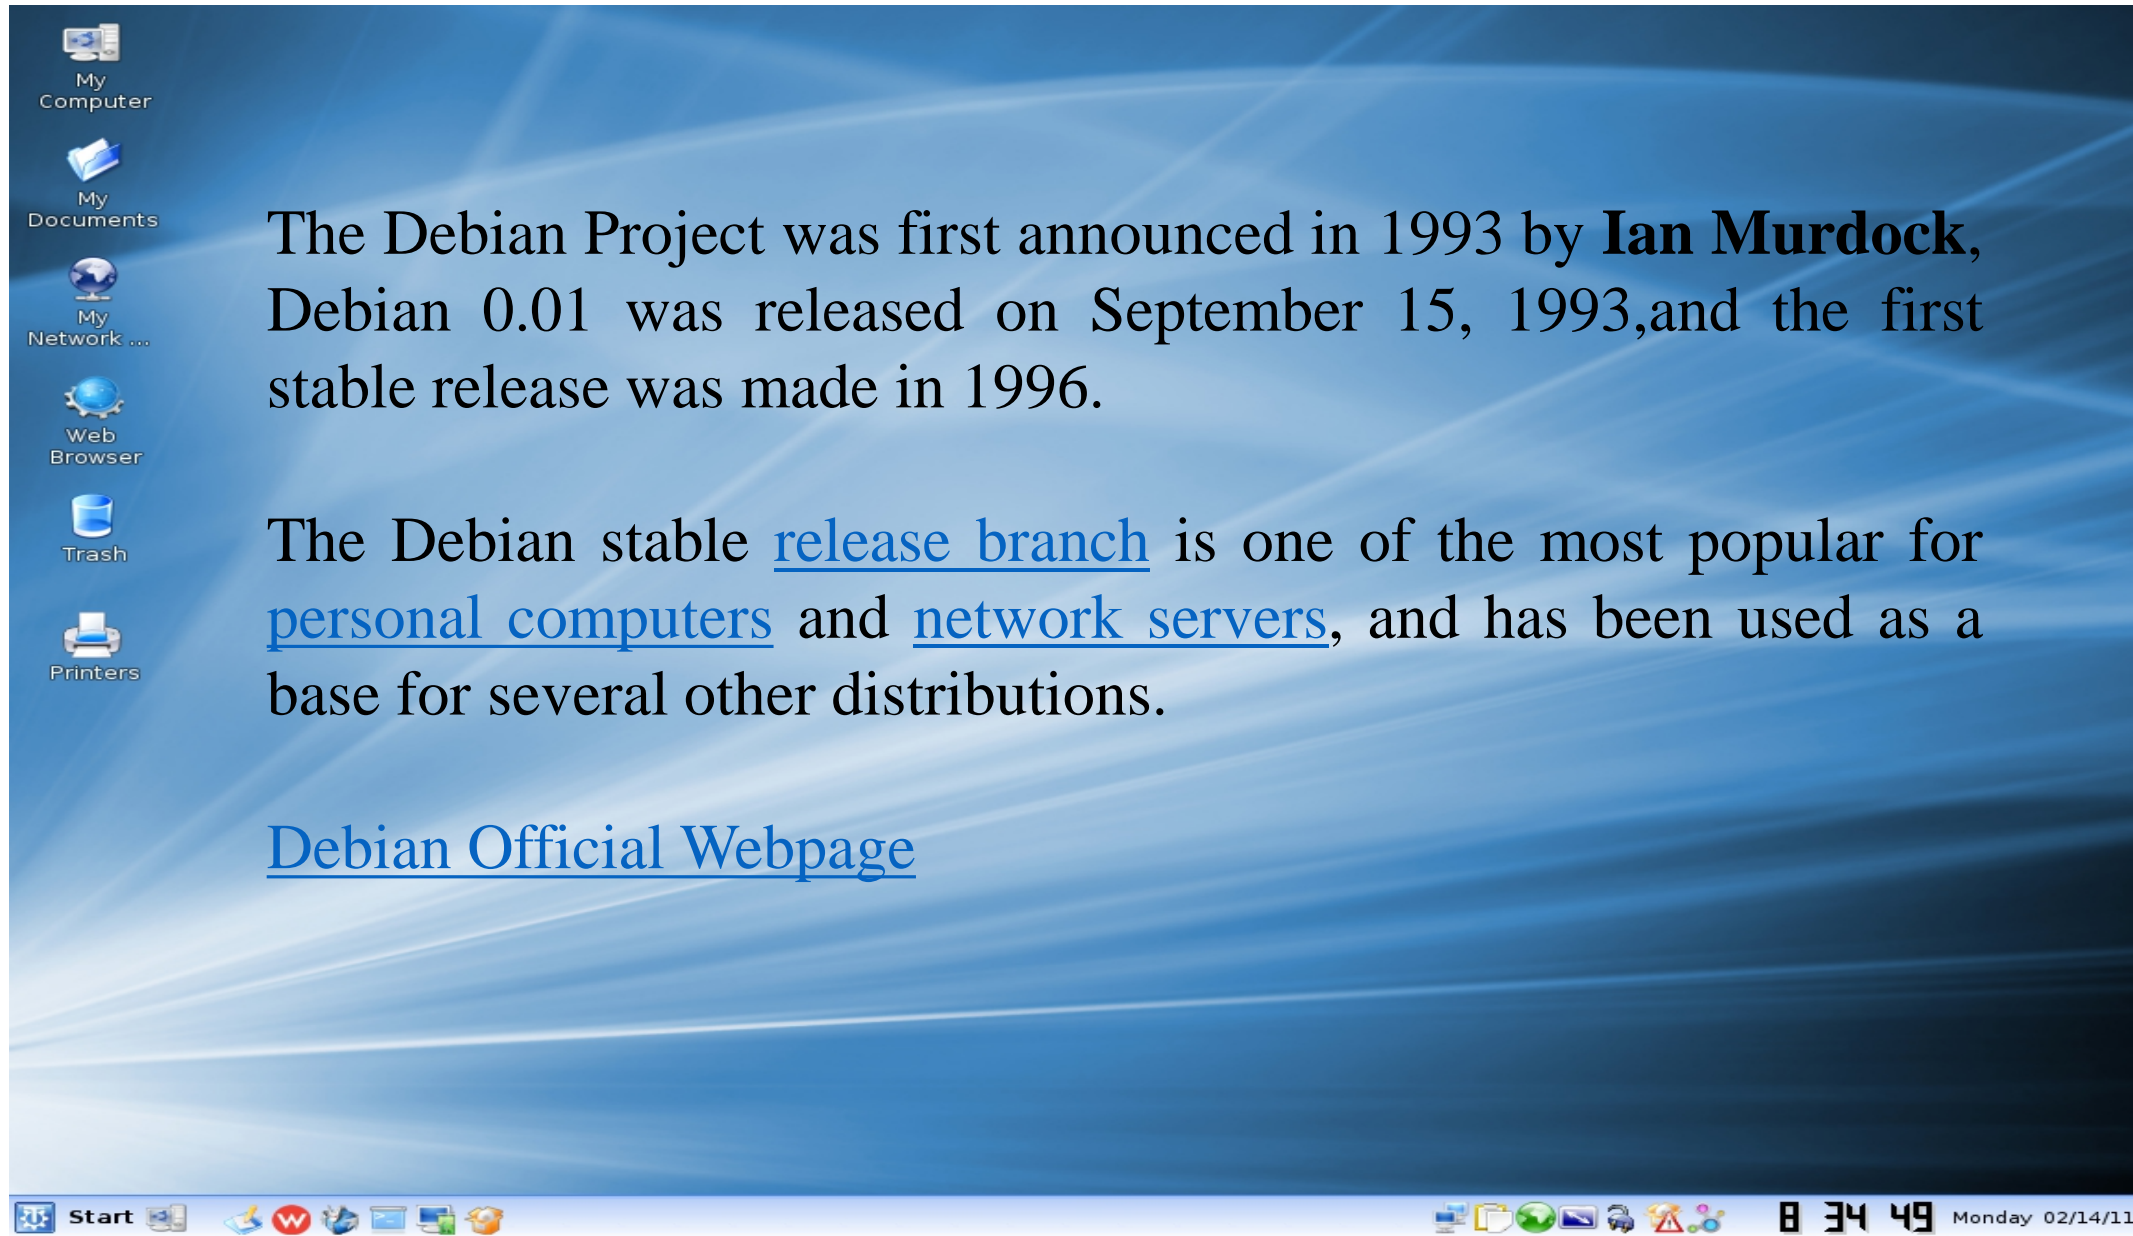 My
Computer
My
Documents
My
Network ...
Web
Browser
Trash
Printers
The Debian Project was first announced in 1993 by Ian Murdock,
Debian 0.01 was released on September 15, 1993,and the first
stable release was made in 1996.
The Debian stable release branch is one of the most popular for
personal computers and network servers, and has been used as a
base for several other distributions.
Debian Official Webpage
Start
8 34 49 Monday 02/14/11